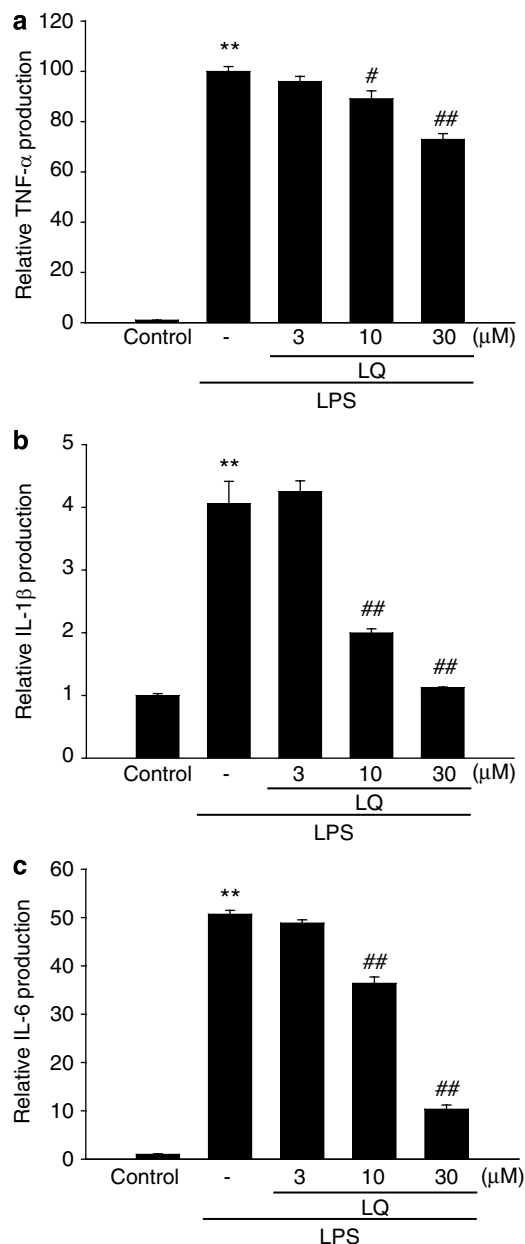 a
Relative TNF-α production
120
**
100
#
##
80
60
40
20
0
Control - 3 10 30 (μM)
LQ
LPS
b
Relative IL-1β production
5
**
4
3
##
2
##
1
0
Control - 3 10 30 (μM)
LQ
LPS
c
Relative IL-6 production
60
**
50
##
40
30
20
##
10
0
Control - 3 10 30 (μM)
LQ
LPS